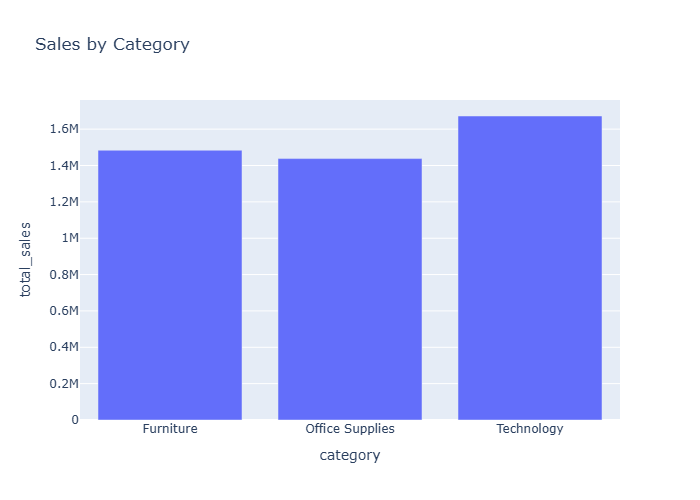 Sales by Category
total_sales
1.6M
1.4M
1.2M
1M
0.8M
0.6M
0.4M
0.2M
0
Furniture
Office Supplies
Technology
category